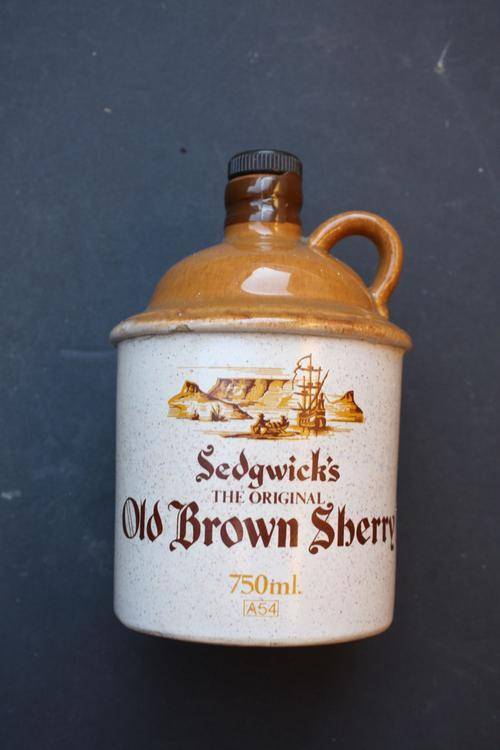 Sedgwick's
THE ORIGINAL
Old Brown Sherry
750ml.
A54